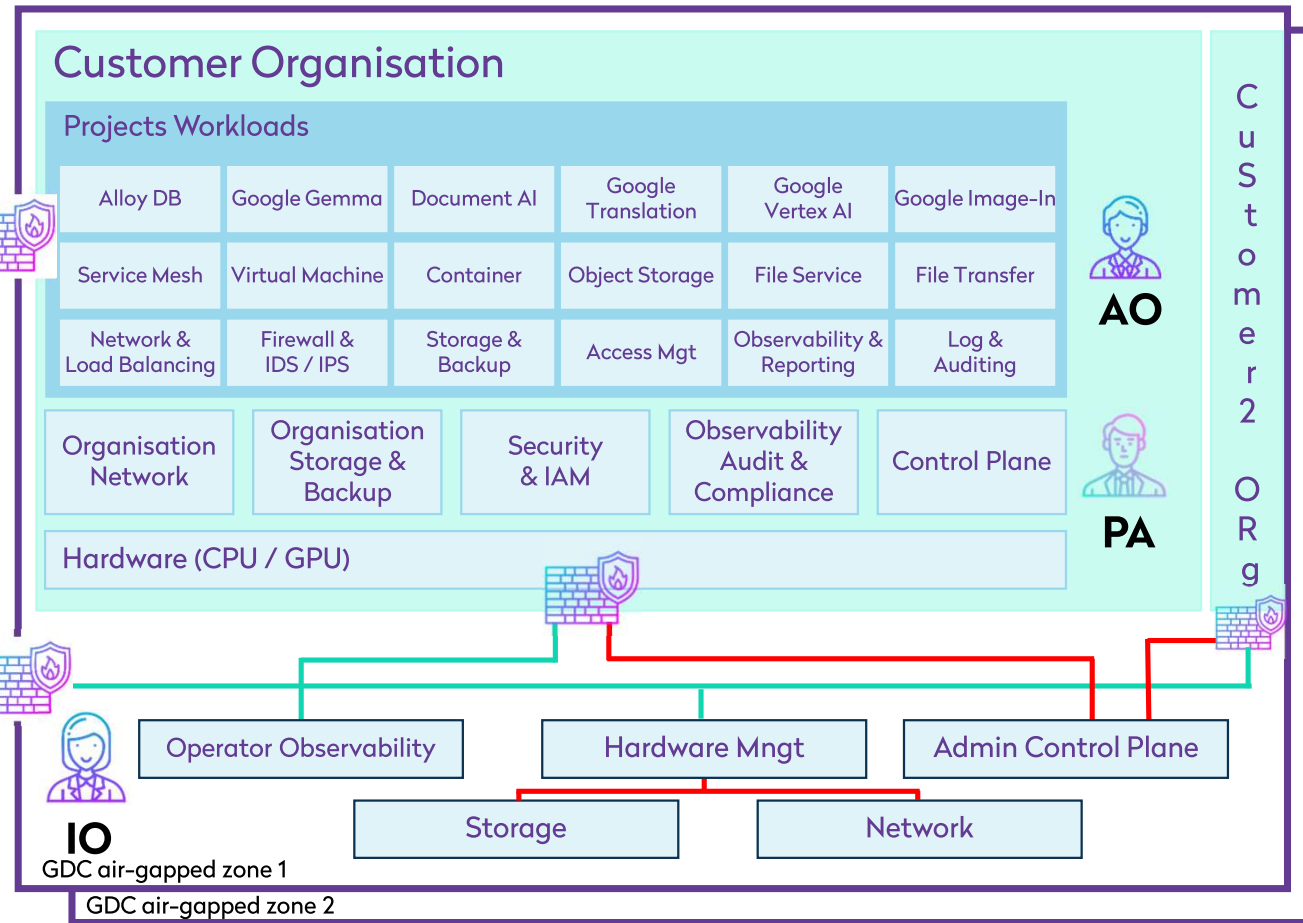 Customer Organisation
Projects Workloads
Alloy DB
Google Gemma
Document AI
Google
Translation
Google
Vertex AI
Google Image-In
Service Mesh
Virtual Machine
Container
Object Storage
File Service
File Transfer
Network &
Load Balancing
Firewall &
IDS / IPS
Storage &
Backup
Access Mgt
Observability &
Reporting
Log &
Auditing
AO
Organisation
Network
Organisation
Storage &
Backup
Security
& IAM
Observability
Audit &
Compliance
Control Plane
PA
Hardware (CPU / GPU)
C
u
S
t
o
m
e
r
2
O
R
g
Operator Observability
Hardware Mngt
Admin Control Plane
Storage
Network
IO
GDC air-gapped zone 1
GDC air-gapped zone 2